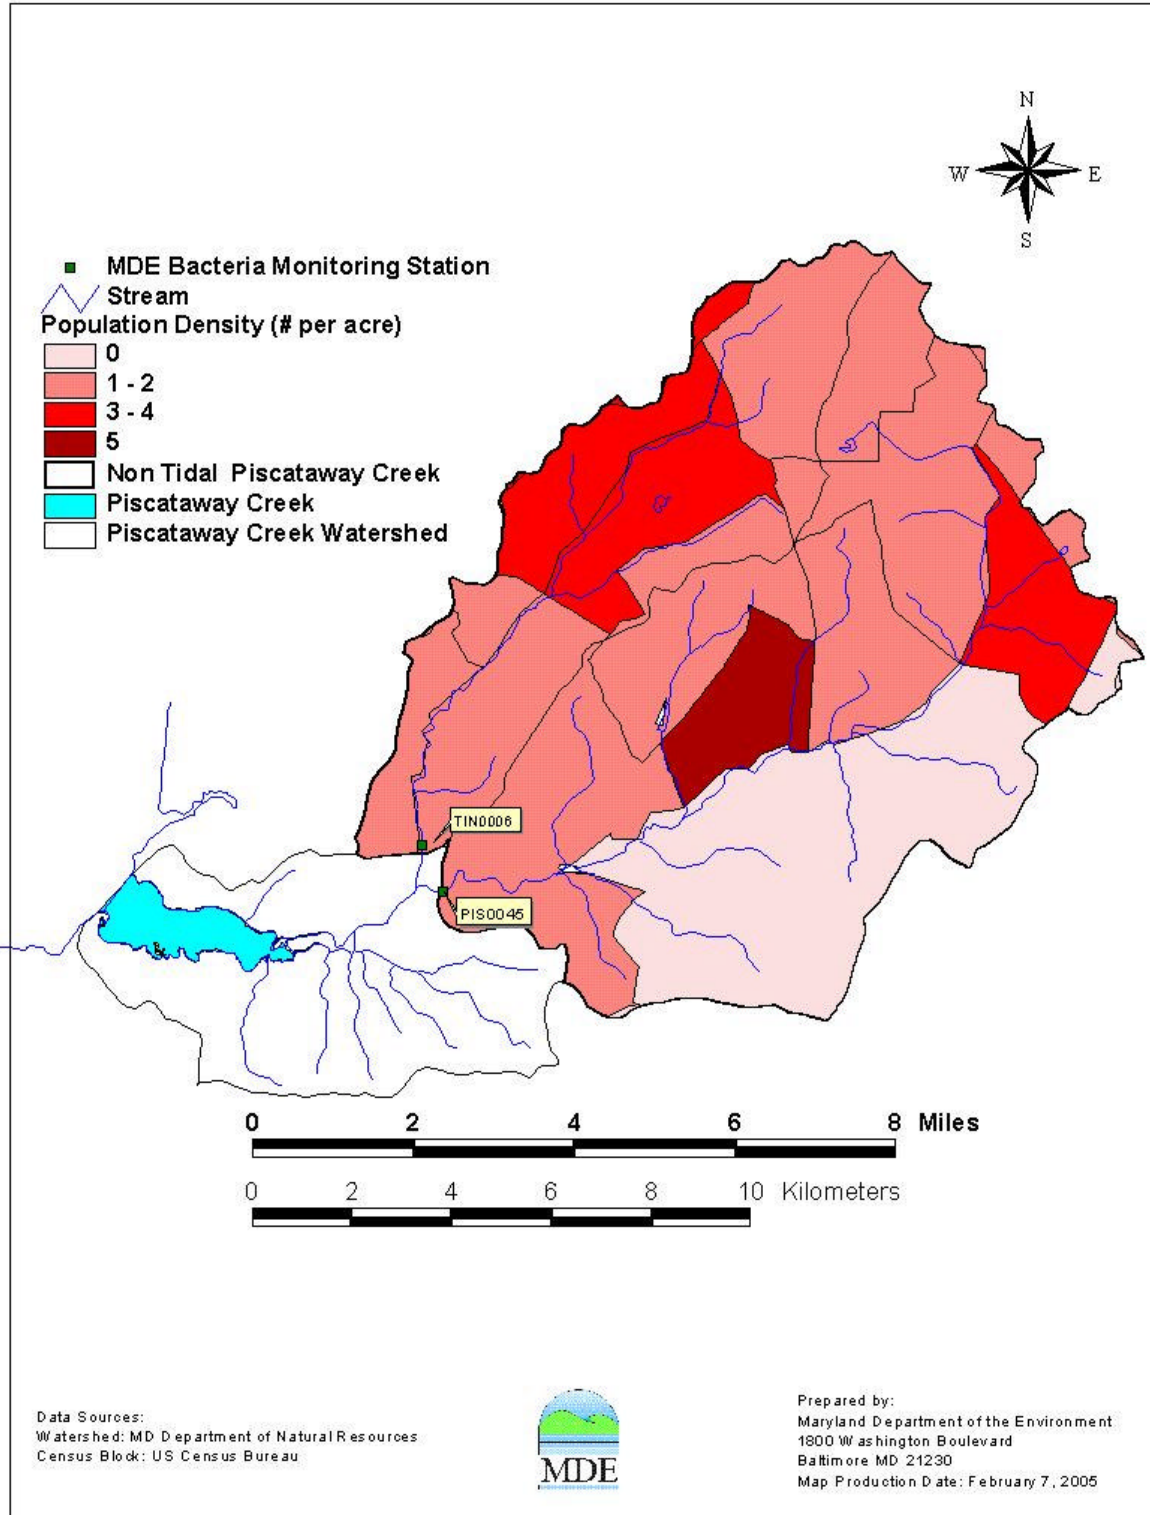 N
W E
S
MDE Bacteria Monitoring Station
Stream
Population Density (# per acre)
0
1 - 2
3 - 4
5
Non Tidal Piscataway Creek
Piscataway Creek
Piscataway Creek Watershed
TIN0006
PIS0045
0 2 4 6 8 Miles
0 2 4 6 8 10 Kilometers
Data Sources:
Watershed: MD Department of Natural Resources
Census Block: US Census Bureau
MDE
Prepared by:
Maryland Department of the Environment
1800 Washington Boulevard
Baltimore MD 21230
Map Production Date: February 7, 2005